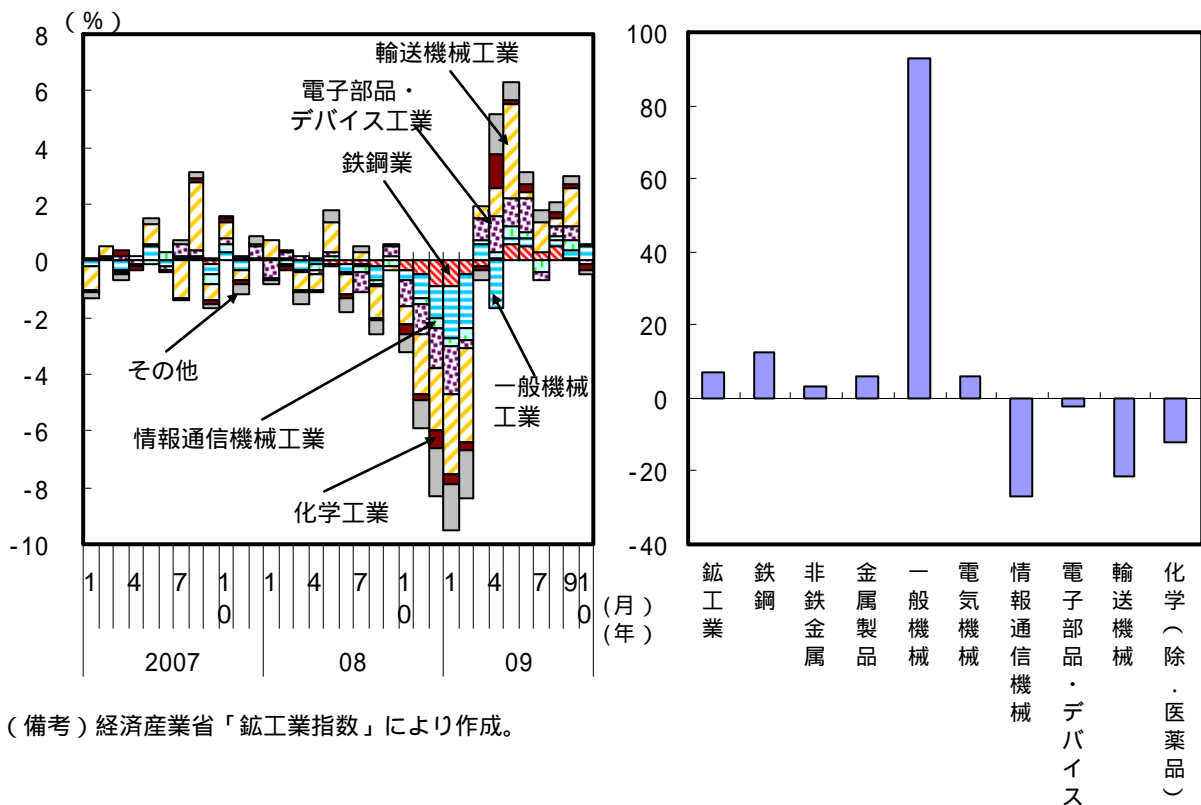 (%)
8
6
4
2
0
-2
-4
-6
-8
-10
輸送機械工業
電子部品・
デバイス工業
鉄鋼業
その他
情報通信機械工業
化学工業
一般機械
工業
1 4 7 10 1 4 7 10 1 4 7 9 10
(月)
(年)
2007 08 09
100
80
60
40
20
0
-20
-40
鉱工業
鉄鋼
非鉄金属
金属製品
一般機械
電気機械
情報通信機械
電子部品・デバイス
輸送機械
化学(除.医薬品)
(備考)経済産業省「鉱工業指数」により作成。